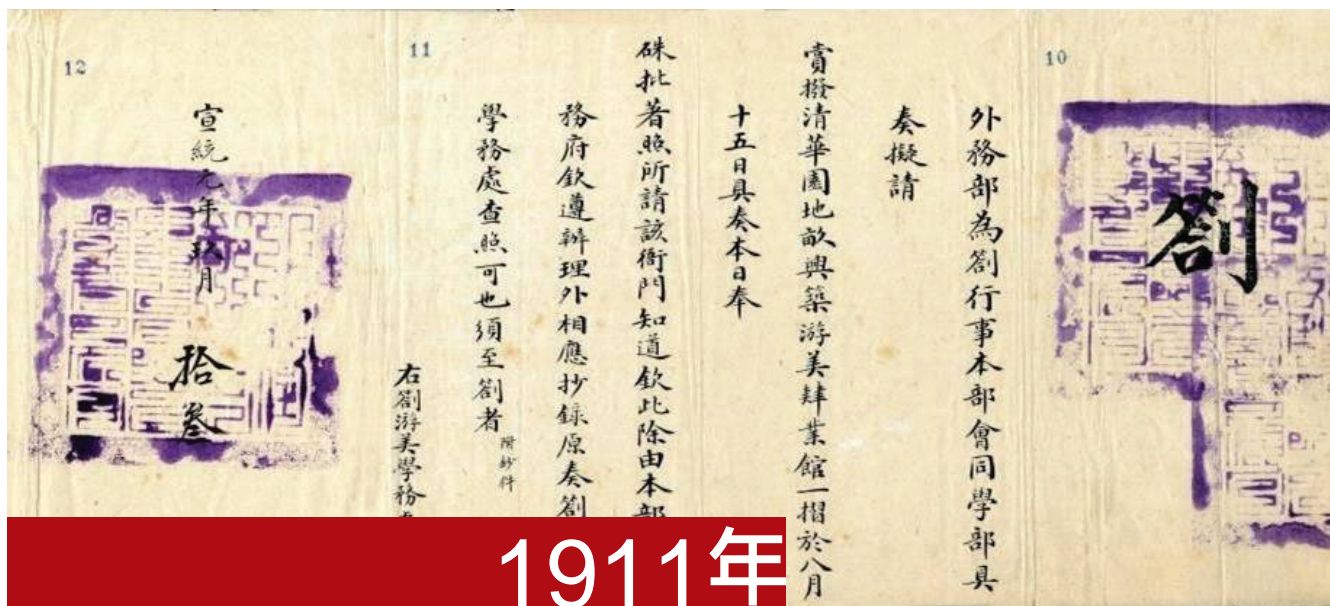 10
劄
外務部為劄行事本部會同學部具
奏擬請
賞撥清華園地畝興築游美肄業館一摺於八月
十五日具奏本日奉
硃批著照所請該衙門知道欽此除由本部
務府欽遵辦理外相應抄錄原奏劄
學務處查照可也須至劄者
附鈔件
11
右劄游美學務
12
宣統元年玖月
拾叄
1911年